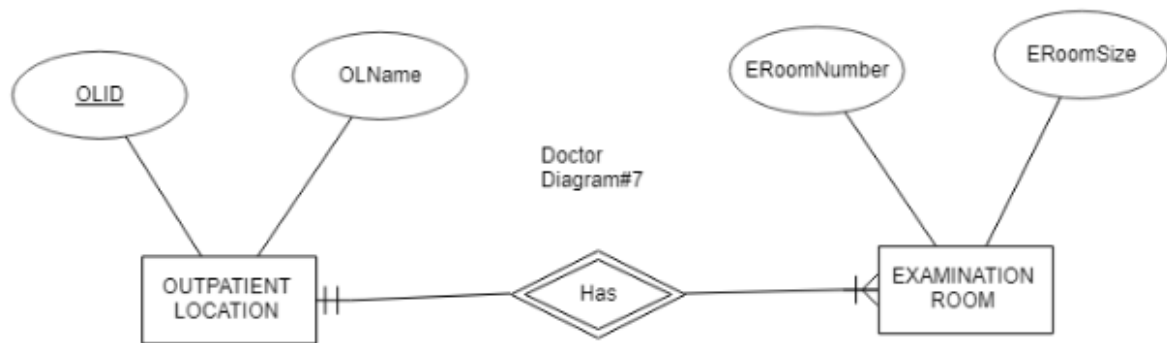 OLID
OLName
ERoomNumber
ERoomSize
Doctor
Diagram#7
OUTPATIENT
LOCATION
Has
EXAMINATION
ROOM